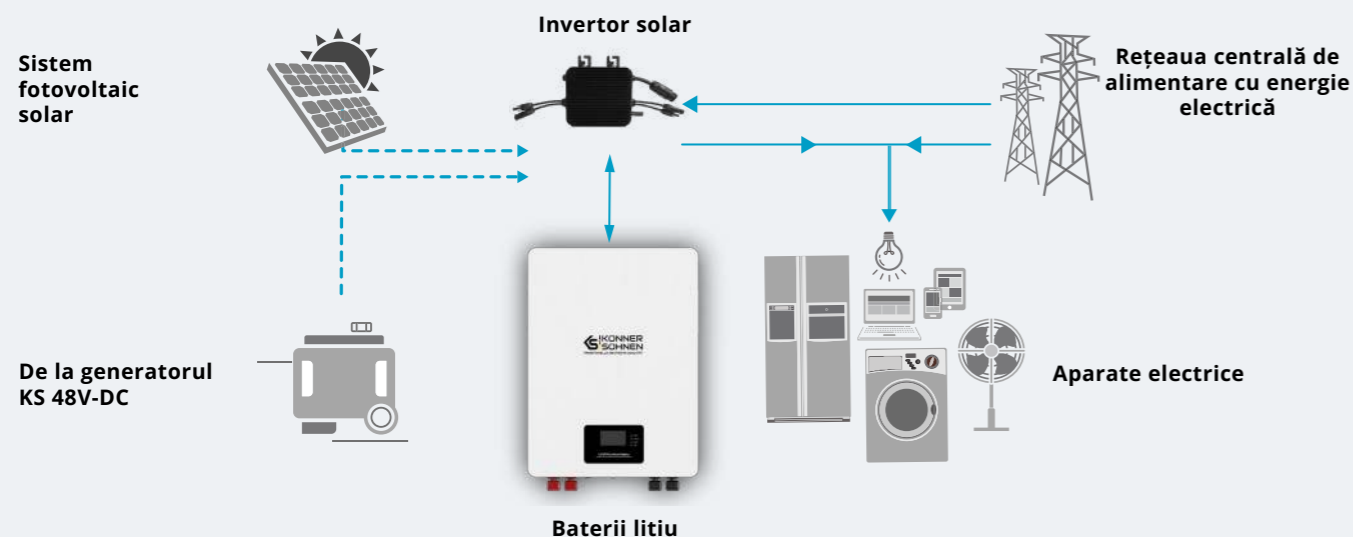 Invertor solar
Sistem
fotovoltaic
solar
Rețeaua centrală de
alimentare cu energie
electrică
KÖNNER
SÖHNEN
De la generatorul
KS 48V-DC
Aparate electrice
Baterii litiu